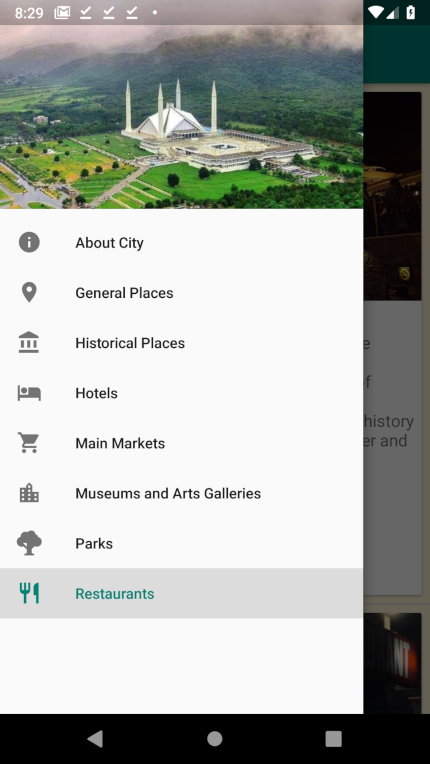 8:29
About City
General Places
Historical Places
Hotels
Main Markets
Museums and Arts Galleries
Parks
Restaurants
e
of
history
er and
NT